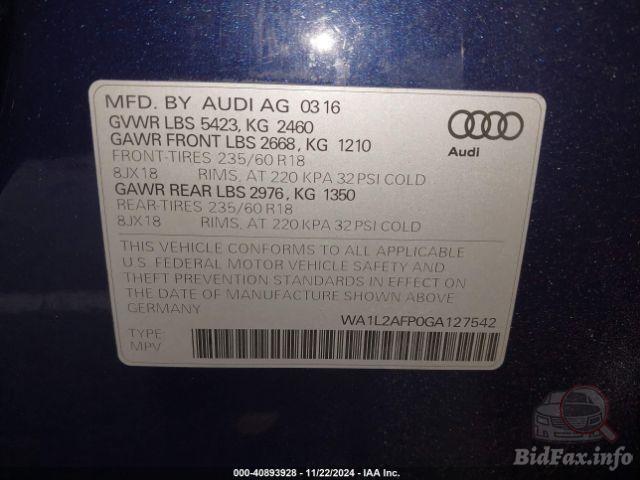 MFD. BY AUDI AG 0316
GVWR LBS 5423, KG 2460
GAWR FRONT LBS 2668, KG 1210
FRONT-TIRES 235/60 R18
8JX18 RIMS, AT 220 KPA 32 PSI COLD
GAWR REAR LBS 2976, KG 1350
REAR-TIRES 235/60 R18
8JX18 RIMS, AT 220 KPA 32 PSI COLD
THIS VEHICLE CONFORMS TO ALL APPLICABLE
U.S. FEDERAL MOTOR VEHICLE SAFETY AND
THEFT PREVENTION STANDARDS IN EFFECT ON
THE DATE OF MANUFACTURE SHOWN ABOVE
GERMANY
Audi
WA1L2AFP0GA127542
TYPE:
MPV
BidFax.info
000-40893928 - 11/22/2024 - IAA Inc.